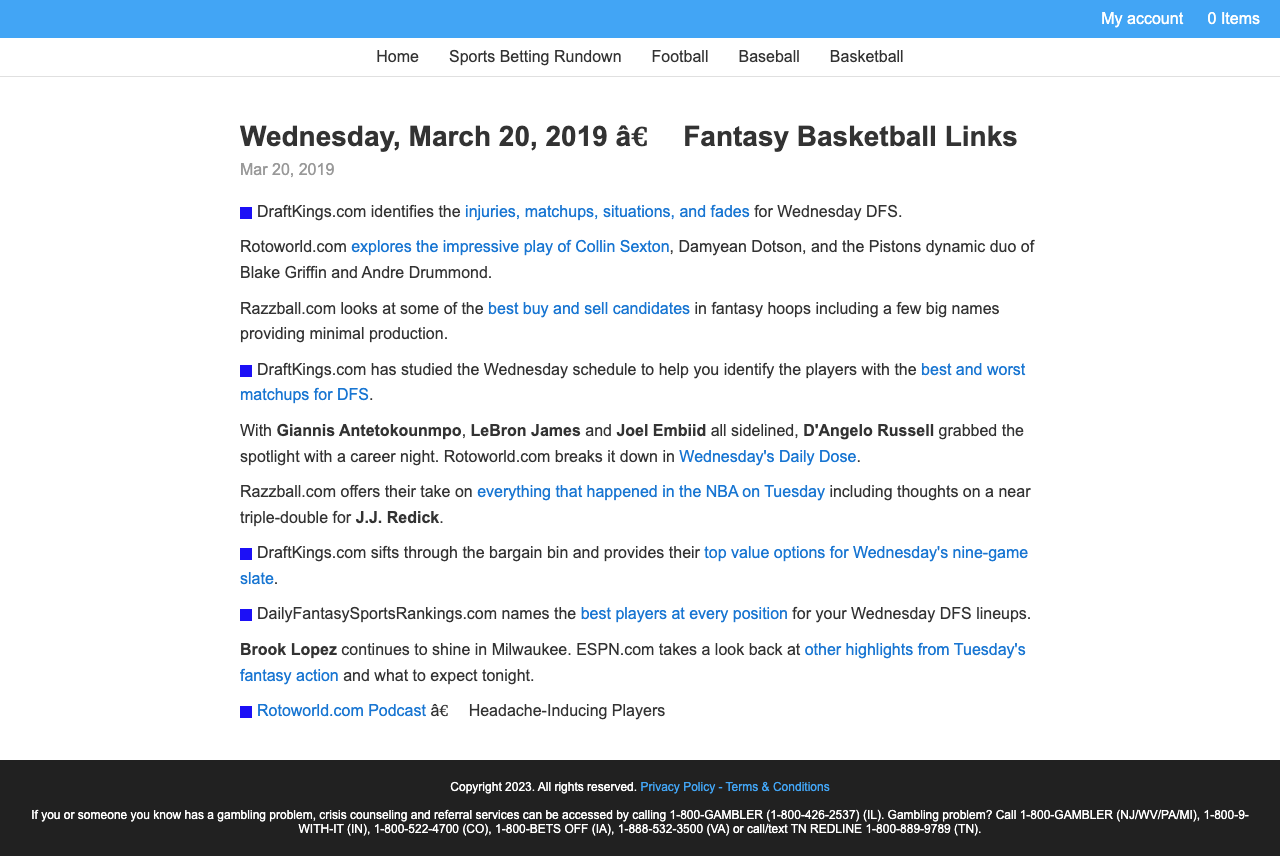 My account 0 Items
Home Sports Betting Rundown Football Baseball Basketball
Wednesday, March 20, 2019 â€ Fantasy Basketball Links
Mar 20, 2019
DraftKings.com identifies the injuries, matchups, situations, and fades for Wednesday DFS.
Rotoworld.com explores the impressive play of Collin Sexton, Damyean Dotson, and the Pistons dynamic duo of
Blake Griffin and Andre Drummond.
Razzball.com looks at some of the best buy and sell candidates in fantasy hoops including a few big names
providing minimal production.
DraftKings.com has studied the Wednesday schedule to help you identify the players with the best and worst
matchups for DFS.
With Giannis Antetokounmpo, LeBron James and Joel Embiid all sidelined, D'Angelo Russell grabbed the
spotlight with a career night. Rotoworld.com breaks it down in Wednesday's Daily Dose.
Razzball.com offers their take on everything that happened in the NBA on Tuesday including thoughts on a near
triple-double for J.J. Redick.
DraftKings.com sifts through the bargain bin and provides their top value options for Wednesday's nine-game
slate.
DailyFantasySportsRankings.com names the best players at every position for your Wednesday DFS lineups.
Brook Lopez continues to shine in Milwaukee. ESPN.com takes a look back at other highlights from Tuesday's
fantasy action and what to expect tonight.
Rotoworld.com Podcast â€ Headache-Inducing Players
Copyright 2023. All rights reserved. Privacy Policy - Terms & Conditions
If you or someone you know has a gambling problem, crisis counseling and referral services can be accessed by calling 1-800-GAMBLER (1-800-426-2537) (IL). Gambling problem? Call 1-800-GAMBLER (NJ/WV/PA/MI), 1-800-9-
WITH-IT (IN), 1-800-522-4700 (CO), 1-800-BETS OFF (IA), 1-888-532-3500 (VA) or call/text TN REDLINE 1-800-889-9789 (TN).